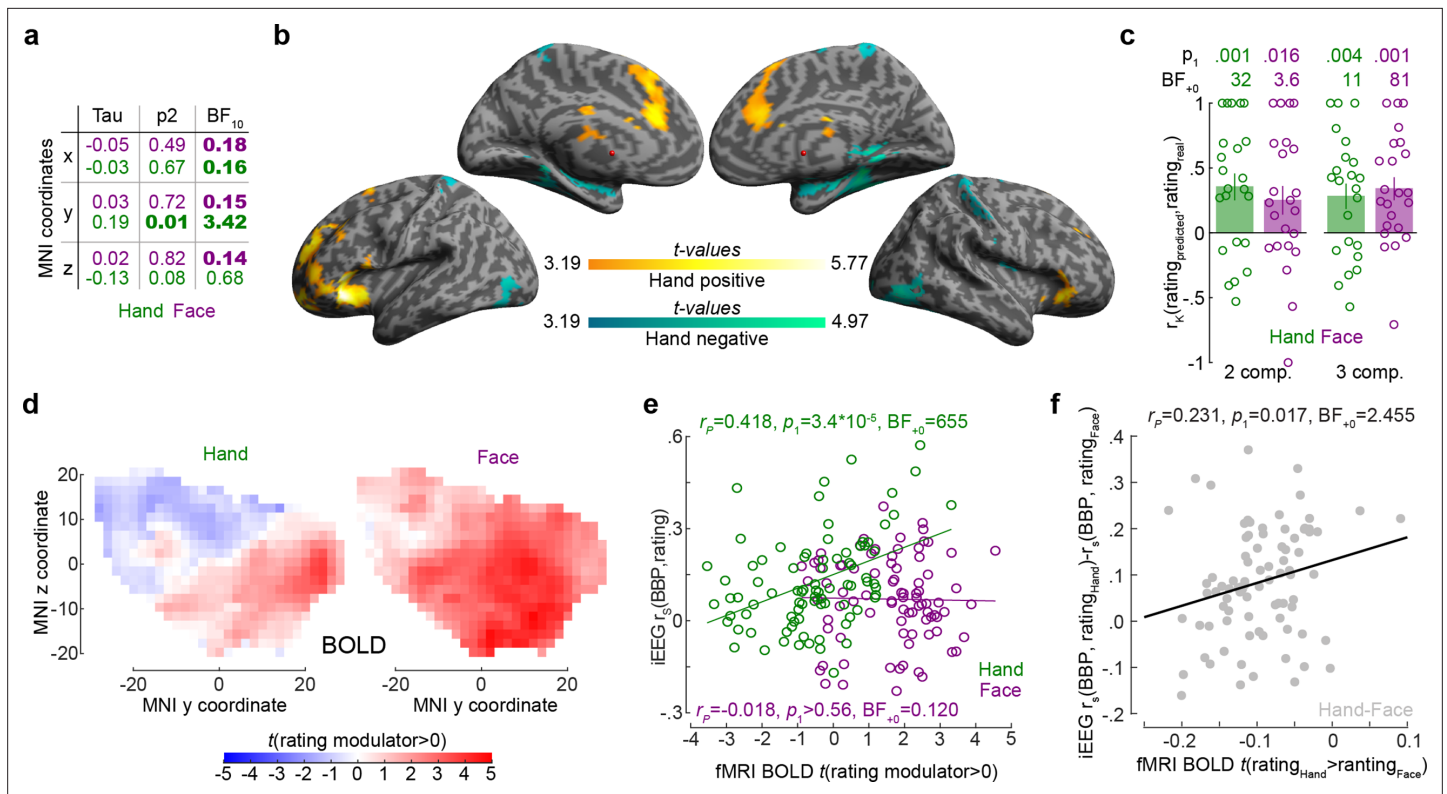 a
Tau p2 BF10
MNI coordinates
x
-0.05 0.49 0.18
-0.03 0.67 0.16
y
0.03 0.72 0.15
0.19 0.01 3.42
z
0.02 0.82 0.14
-0.13 0.08 0.68
Hand Face
b
t-values
3.19 5.77
Hand positive
t-values
3.19 4.97
Hand negative
c
p1 .001 .016 .004 .001
BF+0 32 3.6 11 81
rK(ratingpredicted, ratingreal)
1
.5
0
-.5
-1
Hand Face
2 comp. 3 comp.
d
Hand Face
MNI z coordinate
20
10
0
-10
-20
BOLD
-20 0 20 -20 0 20
MNI y coordinate MNI y coordinate
t(rating modulator>0)
-5 -3 -2 -1 0 1 2 3 5
e
rP=0.418, p1=3.4*10-5, BF+0=655
iEEG rS(BBP,rating)
.6
.3
.0
-.3
Hand
Face
rP=-0.018, p1>0.56, BF+0=0.120
-4 -3 -2 -1 0 1 2 3 4 5
fMRI BOLD t(rating modulator>0)
f
rP=0.231, p1=0.017, BF+0=2.455
iEEG rs(BBP, ratingHand)-rs(BBP, ratingFace)
.4
.3
.2
.1
0
-.1
-.2
Hand-Face
-0.2 -0.1 0 0.1
fMRI BOLD t(ratingHand>rantingFace)